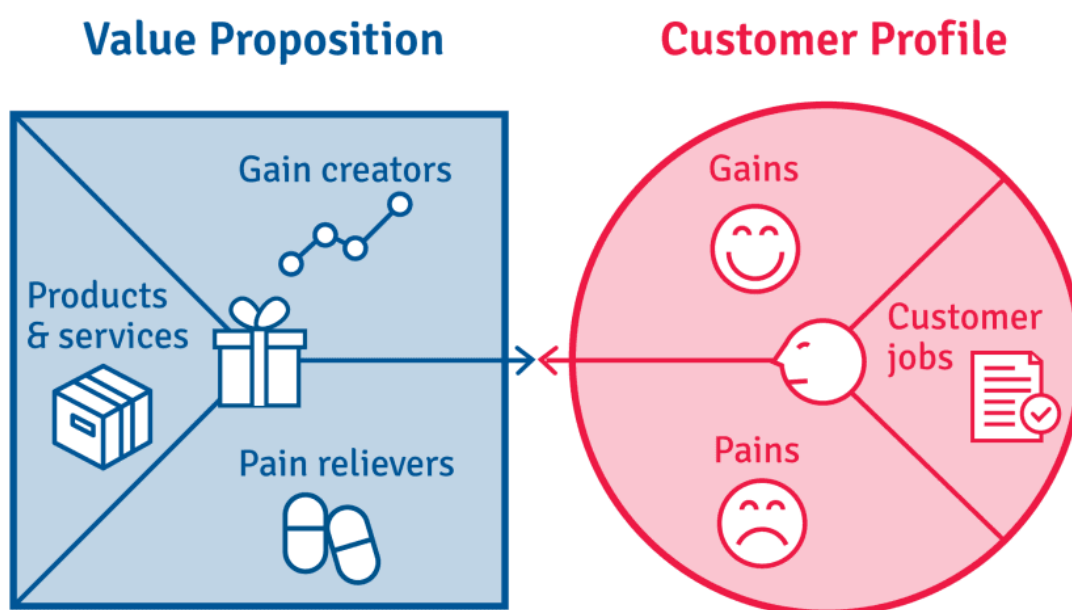 Value Proposition
Customer Profile
Gain creators
Products
& services
Pain relievers
Gains
Customer
jobs
Pains